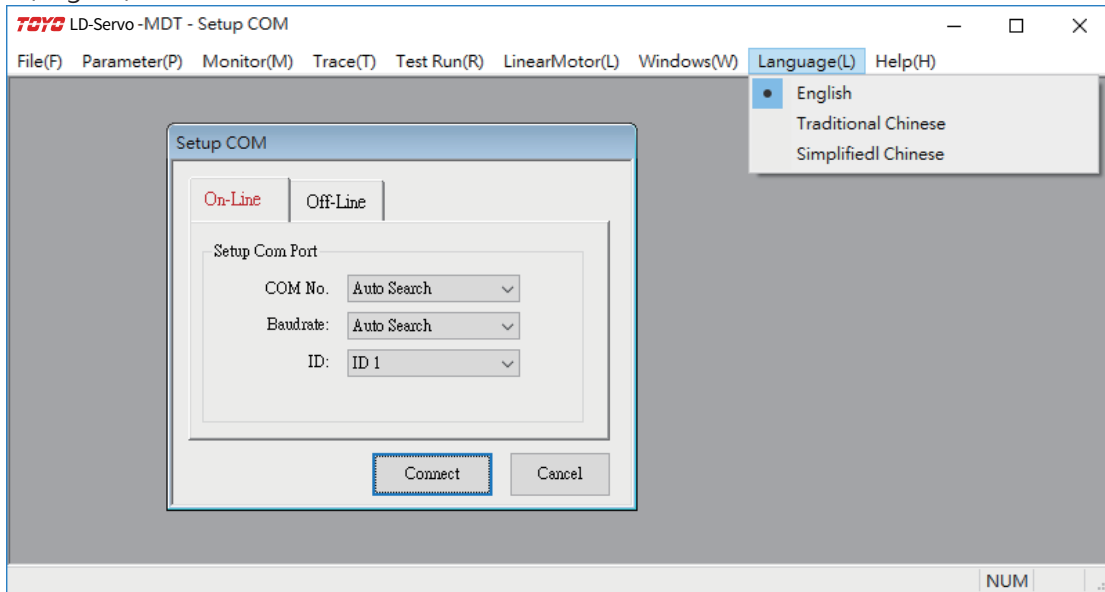 TOYO LD-Servo -MDT - Setup COM
File(F) Parameter(P) Monitor(M) Trace(T) Test Run(R) LinearMotor(L) Windows(W) Language(L) Help(H)
English
Traditional Chinese
Simplifiedl Chinese
Setup COM
On-Line Off-Line
Setup Com Port
COM No. Auto Search
Baudrate: Auto Search
ID: ID 1
Connect Cancel
NUM